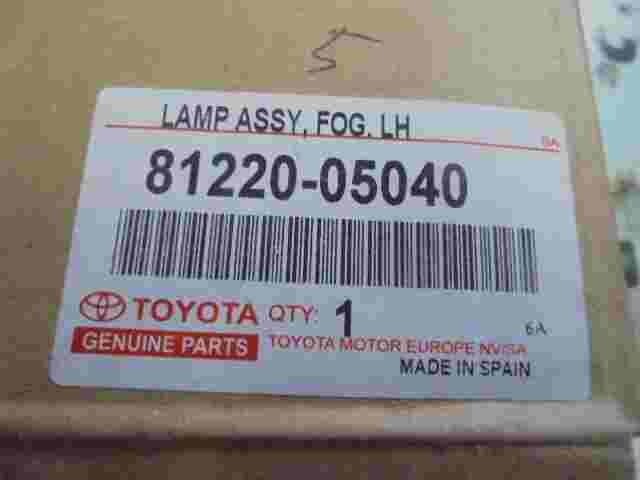 5
LAMP ASSY, FOG. LH
81220-05040
TOYOTA QTY: 1
6A
GENUINE PARTS TOYOTA MOTOR EUROPE NVISA
MADE IN SPAIN